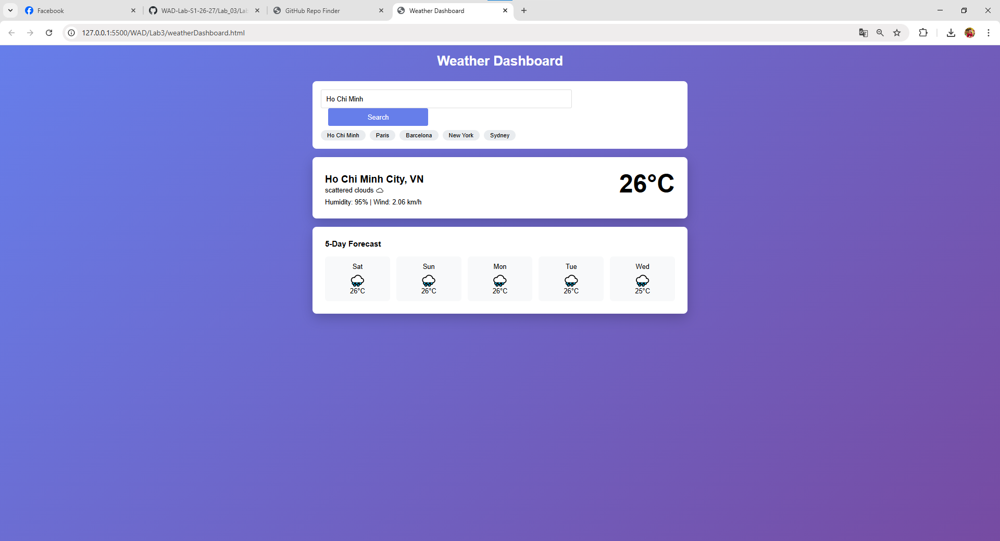 Facebook
WAD-Lab-S1-26-27/Lab_03/Lab
GitHub Repo Finder
Weather Dashboard
127.0.0.1:5500/WAD/Lab3/weatherDashboard.html
Weather Dashboard
Ho Chi Minh
Search
Ho Chi Minh Paris Barcelona New York Sydney
Ho Chi Minh City, VN
26°C
scattered clouds
Humidity: 95% | Wind: 2.06 km/h
5-Day Forecast
Sat Sun Mon Tue Wed
26°C 26°C 26°C 26°C 25°C